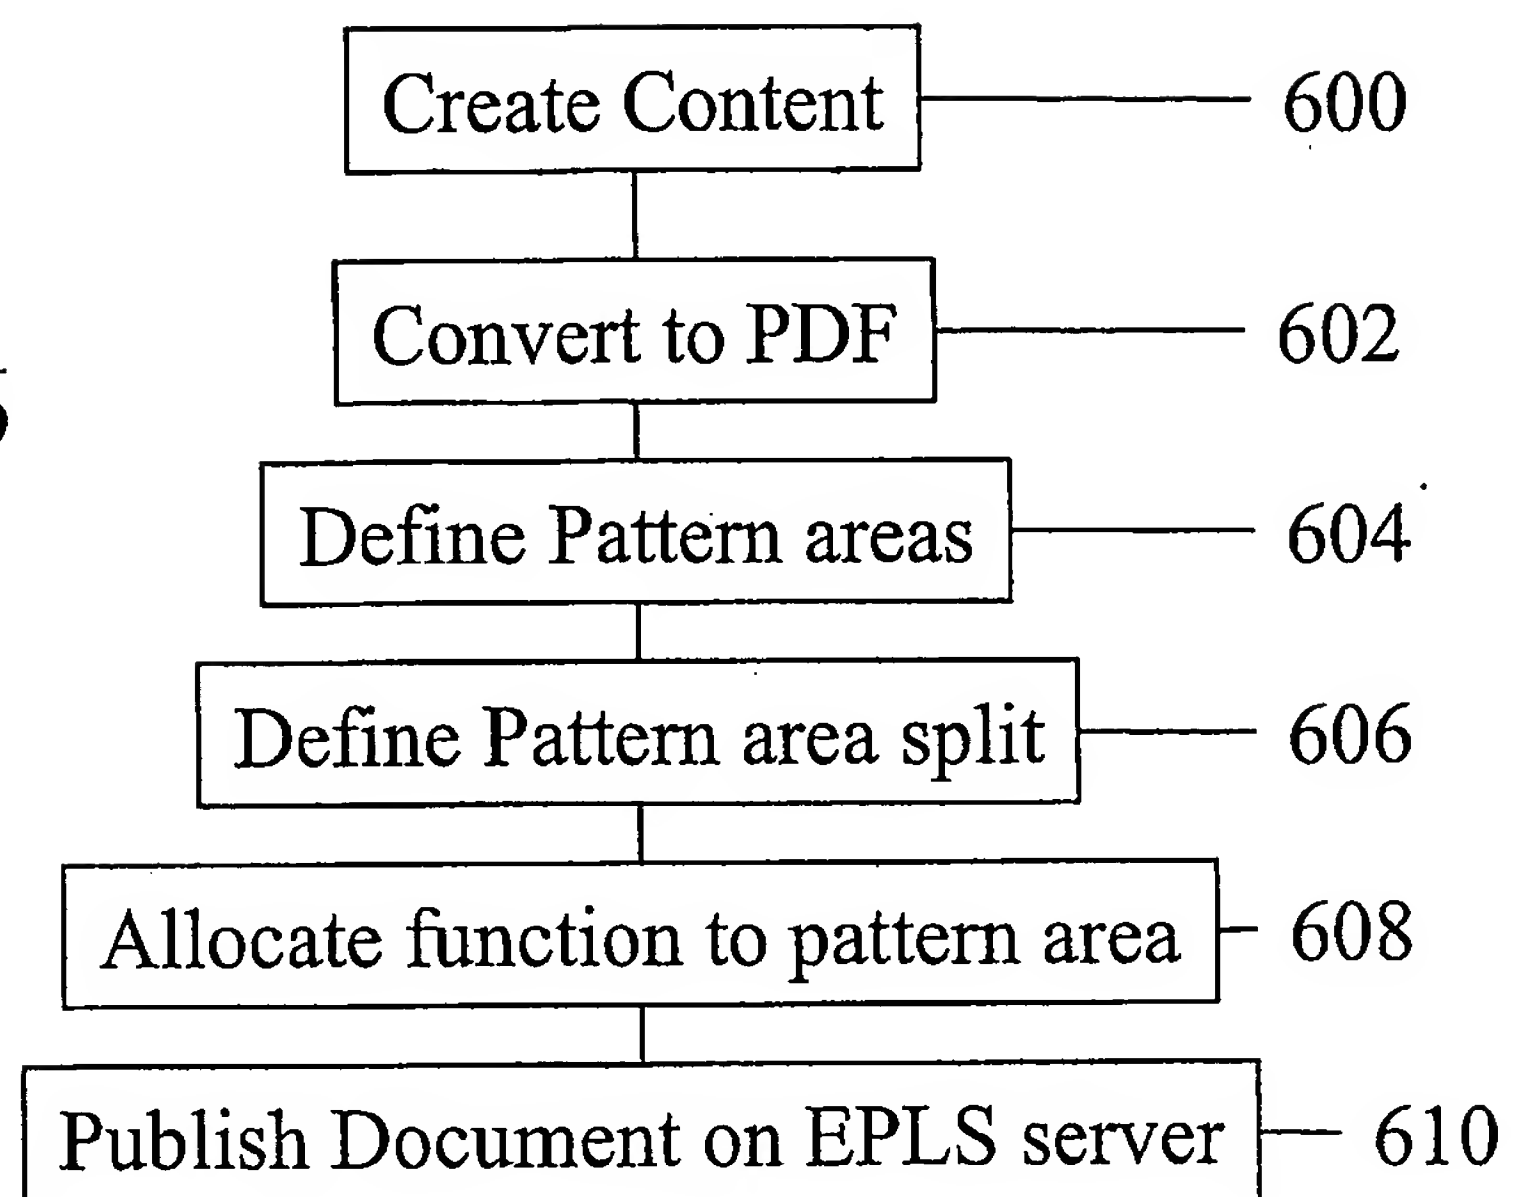 Create Content 600
Convert to PDF 602
Define Pattern areas 604
Define Pattern area split 606
Allocate function to pattern area 608
Publish Document on EPLS server 610